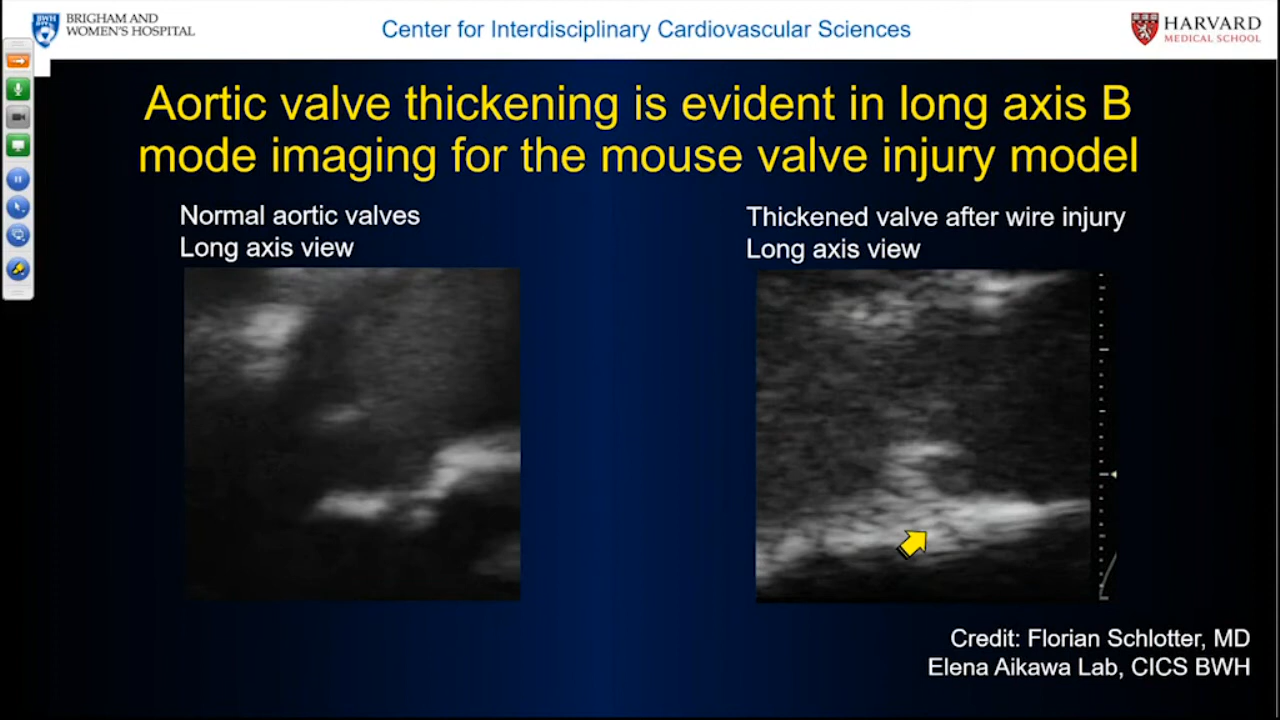 BRIGHAM AND
WOMEN'S HOSPITAL
BWH
Center for Interdisciplinary Cardiovascular Sciences
HARVARD
MEDICAL SCHOOL
Aortic valve thickening is evident in long axis B
mode imaging for the mouse valve injury model
Normal aortic valves
Long axis view
Thickened valve after wire injury
Long axis view
Credit: Florian Schlotter, MD
Elena Aikawa Lab, CICS BWH